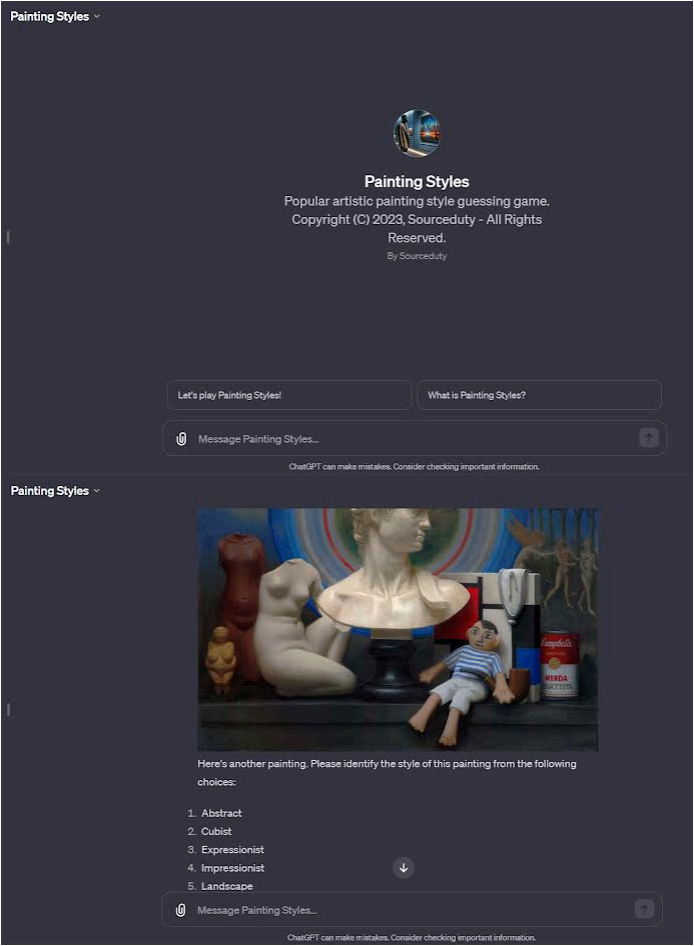 Painting Styles
Painting Styles
Popular artistic painting style guessing game.
Copyright (C) 2023, Sourceduty - All Rights
Reserved.
By Sourceduty
Let's play Painting Styles!
What is Painting Styles?
Message Painting Styles...
ChatGPT can make mistakes. Consider checking important information.
Painting Styles
Campbell's
MERDA
D'ARTISTA
Here's another painting. Please identify the style of this painting from the following
choices:
1. Abstract
2. Cubist
3. Expressionist
4. Impressionist
5. Landscape
Message Painting Styles...
ChatGPT can make mistakes. Consider checking important information.